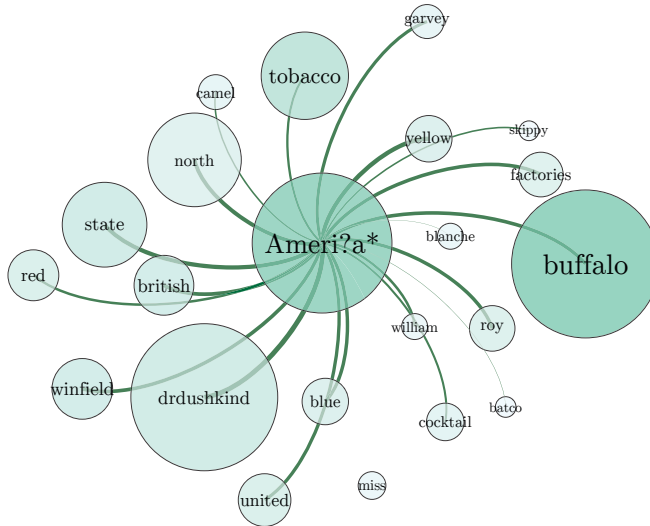 garvey
tobacco
camel
skippy
yellow
north
factories
state
blanche
Ameri?a*
buffalo
red
british
william
roy
winfield
drdushkind
blue
batco
cocktail
miss
united